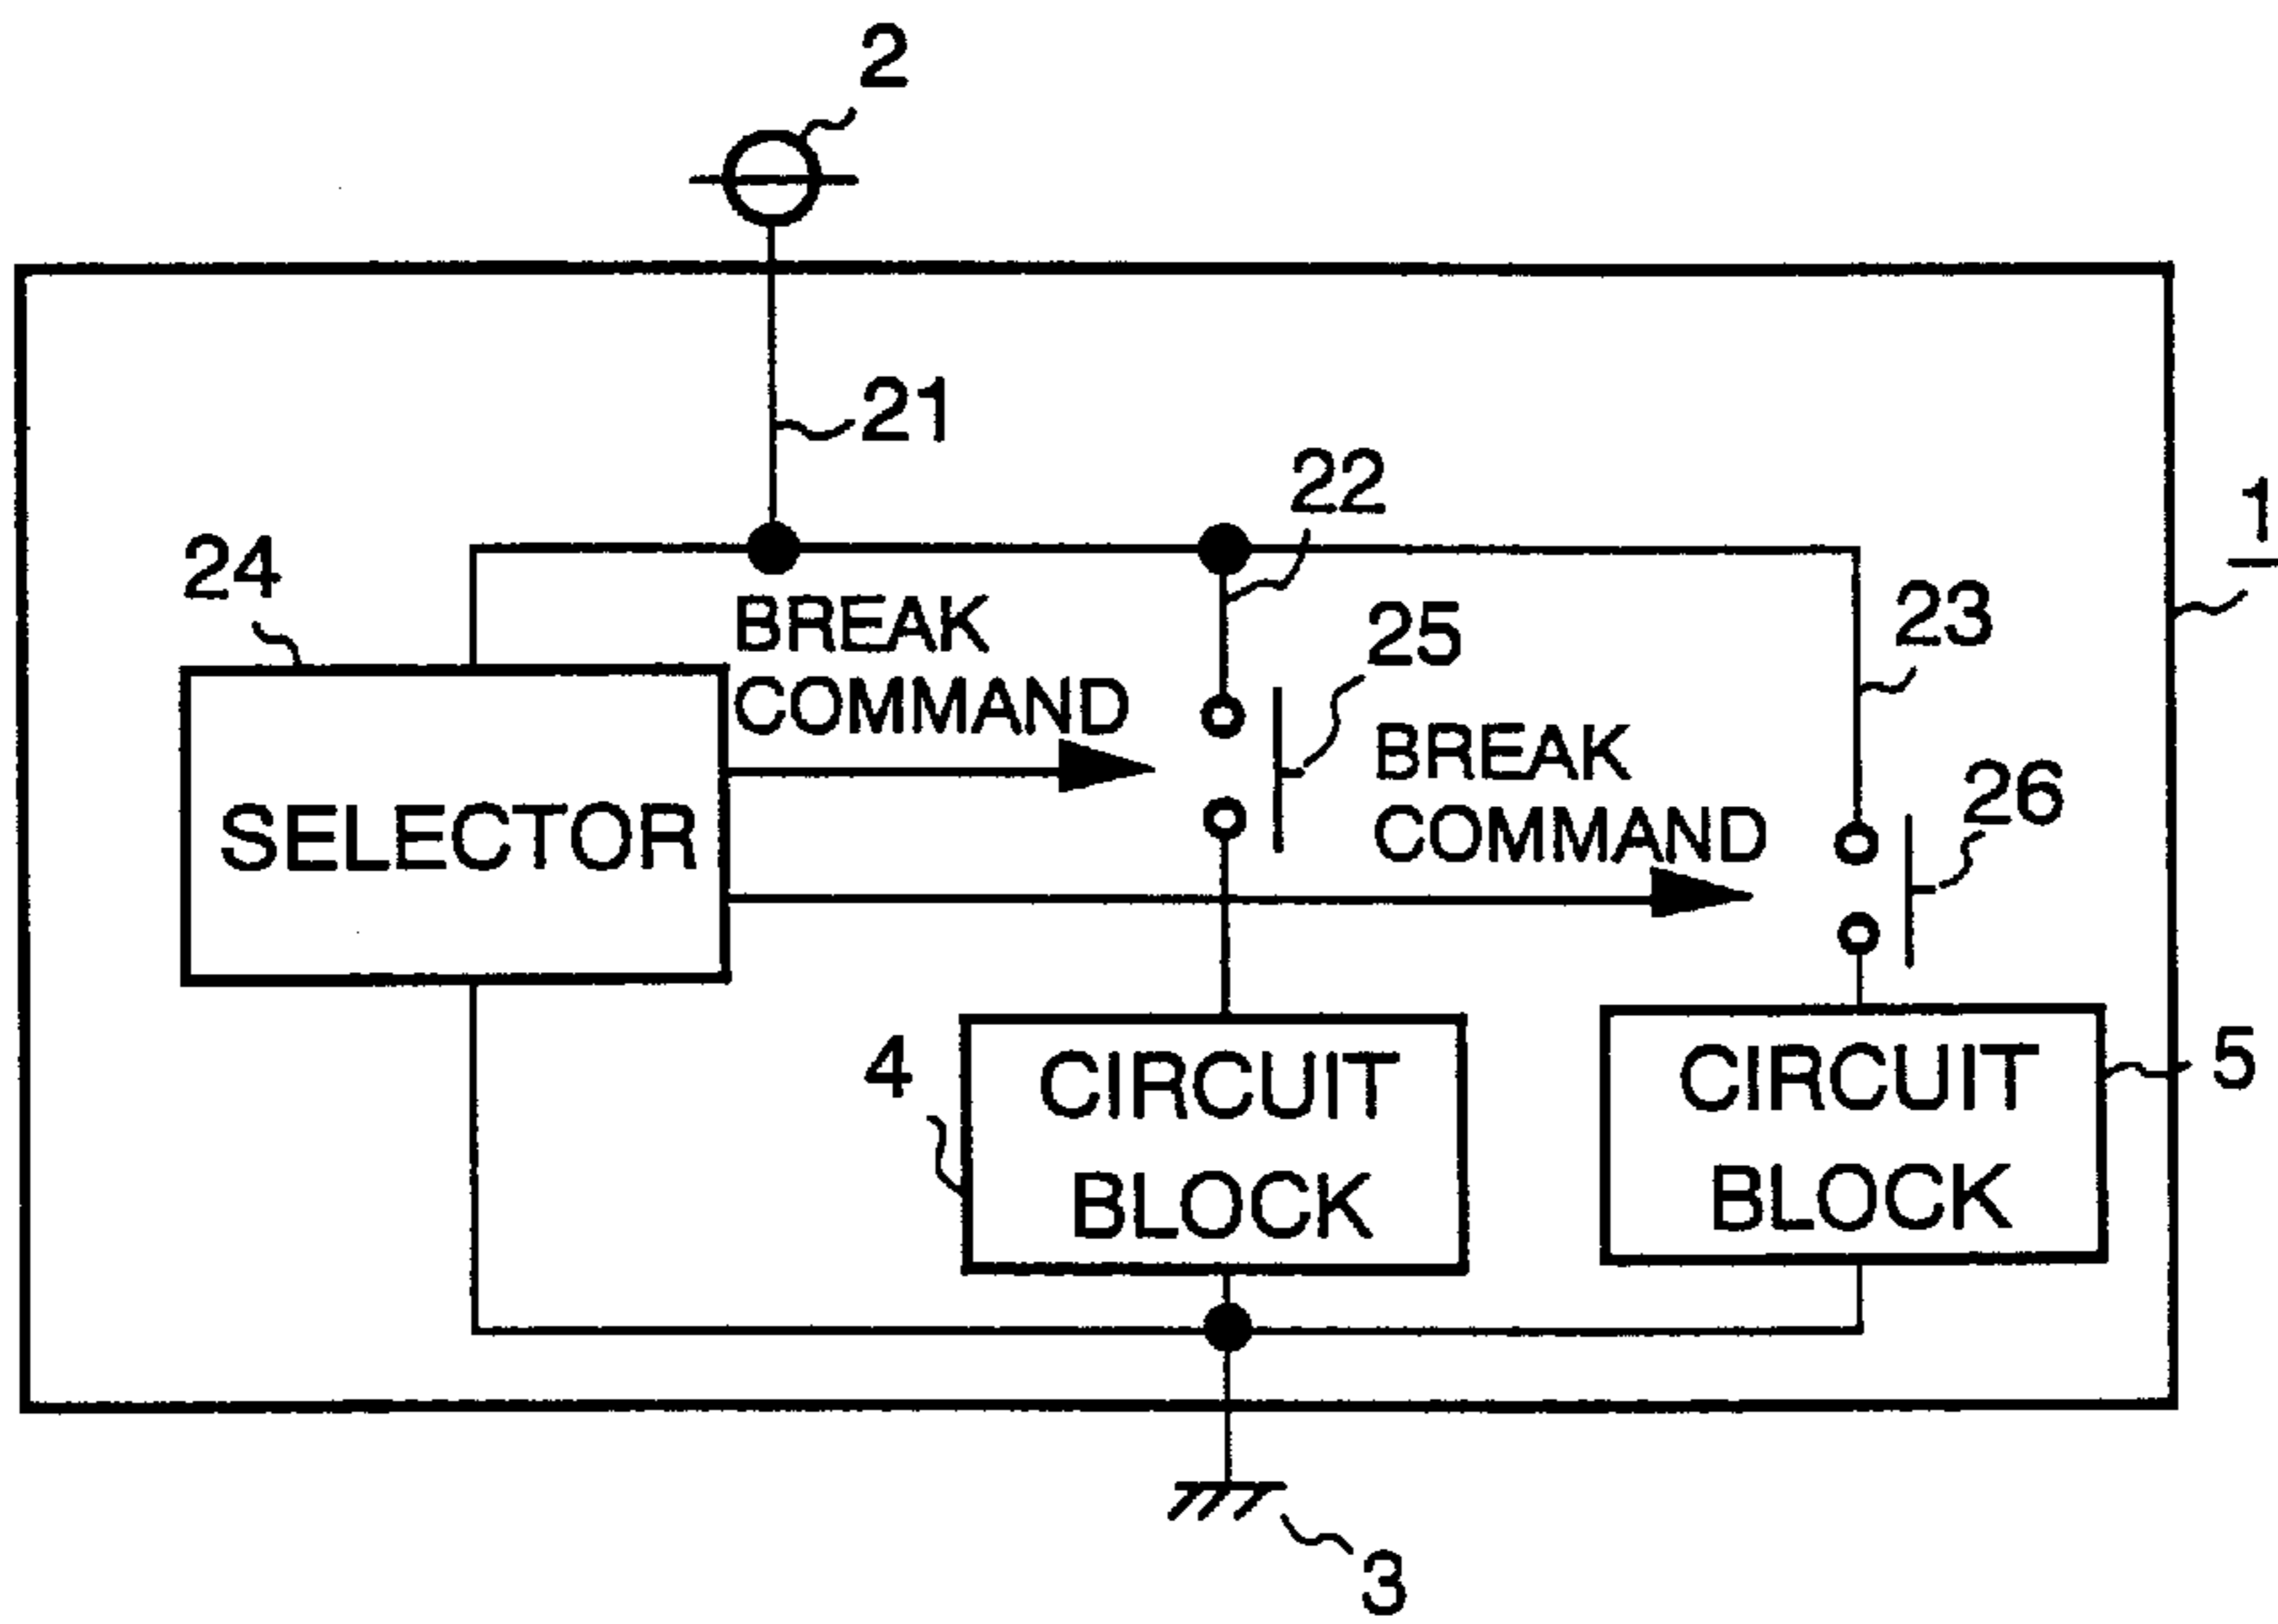 2
21
22
1
24
BREAK
COMMAND
25
23
BREAK
COMMAND
26
SELECTOR
4
CIRCUIT
BLOCK
CIRCUIT
BLOCK
5
3